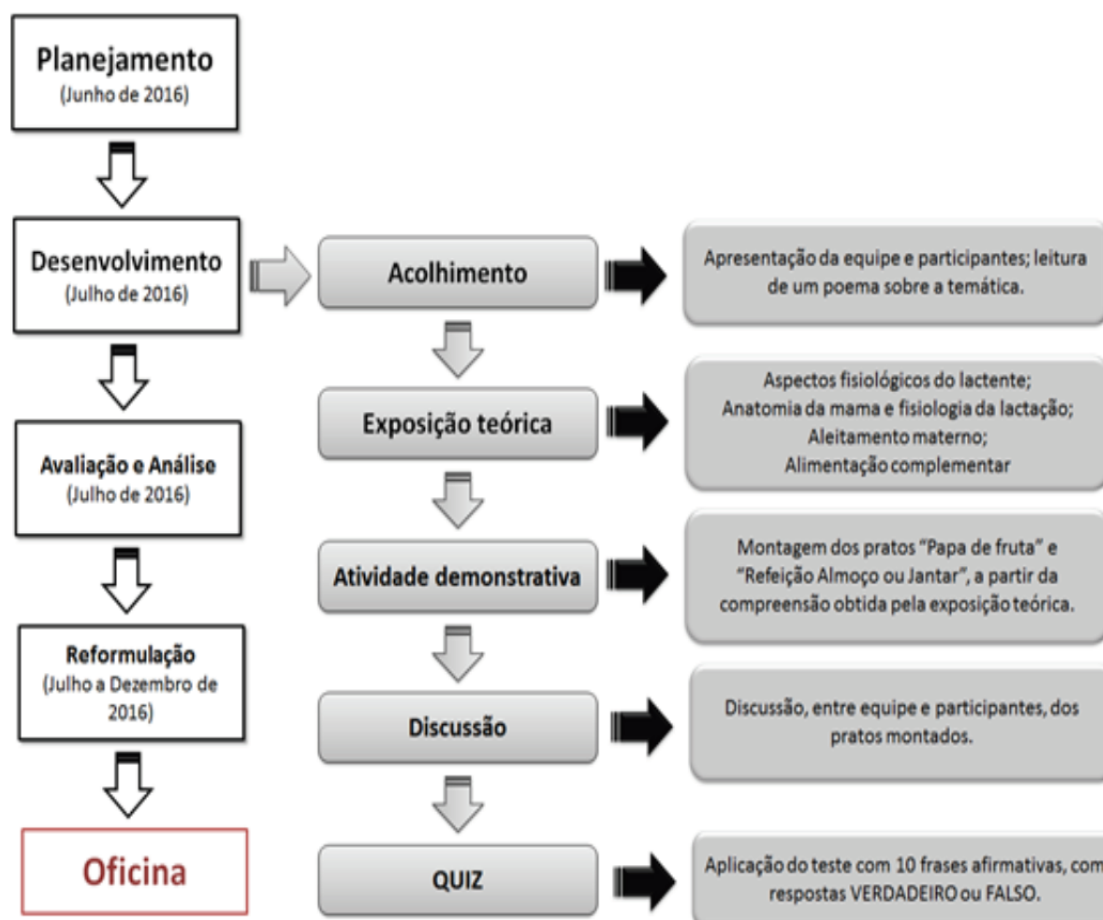 Planejamento
(Junho de 2016)
Desenvolvimento
(Julho de 2016)
Avaliação e Análise
(Julho de 2016)
Reformulação
(Julho a Dezembro de
2016)
Oficina
Acolhimento
Apresentação da equipe e participantes; leitura
de um poema sobre a temática.
Exposição teórica
Aspectos fisiológicos do lactente;
Anatomia da mama e fisiologia da lactação;
Aleitamento materno;
Alimentação complementar
Atividade demonstrativa
Montagem dos pratos “Papa de fruta” e
“Refeição Almoço ou Jantar”, a partir da
compreensão obtida pela exposição teórica.
Discussão
Discussão, entre equipe e participantes, dos
pratos montados.
QUIZ
Aplicação do teste com 10 frases afirmativas, com
respostas VERDADEIRO ou FALSO.